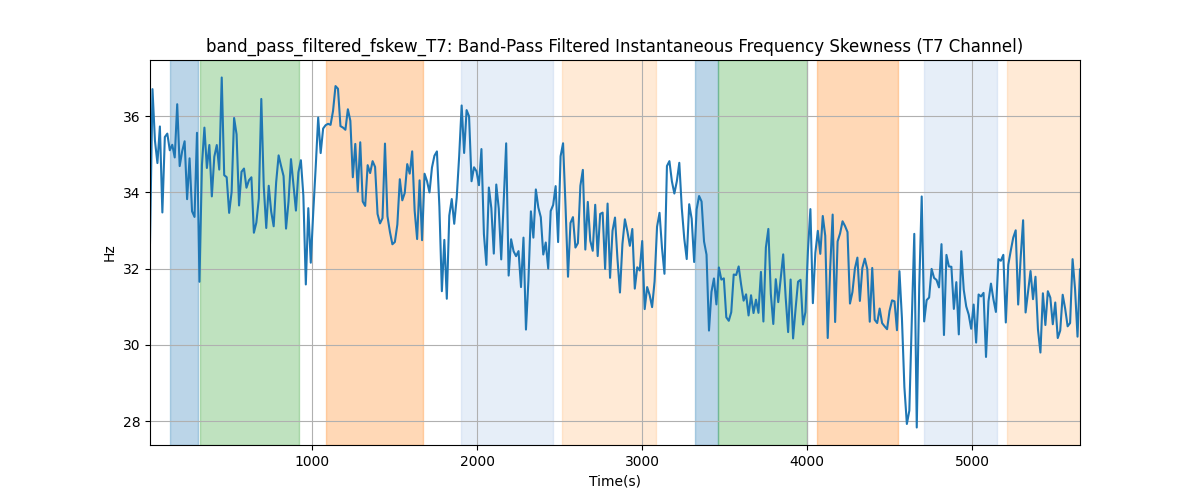 band_pass_filtered_fskew_T7: Band-Pass Filtered Instantaneous Frequency Skewness (T7 Channel)
Hz
36
34
32
30
28
1000 2000 3000 4000 5000
Time(s)